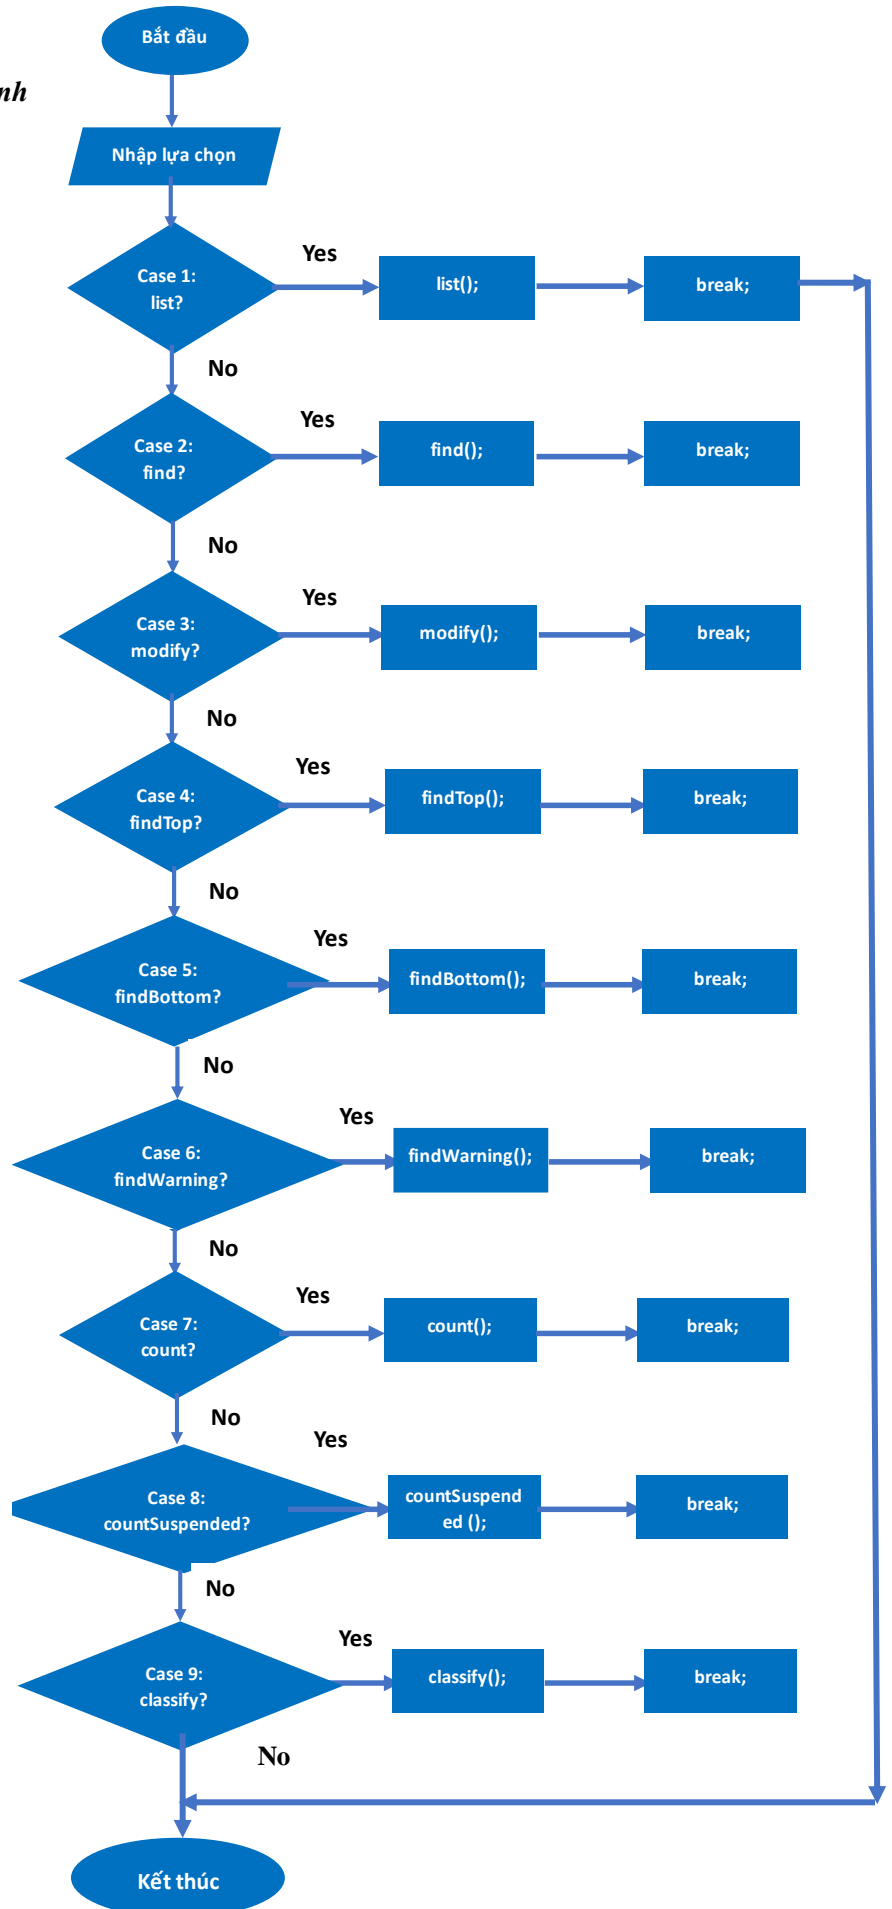 Bắt đầu
nh
Nhập lựa chọn
Case 1:
list?
Yes
list();
break;
No
Case 2:
find?
Yes
find();
break;
No
Case 3:
modify?
Yes
modify();
break;
No
Case 4:
findTop?
Yes
findTop();
break;
No
Case 5:
findBottom?
Yes
findBottom();
break;
No
Case 6:
findWarning?
Yes
findWarning();
break;
No
Case 7:
count?
Yes
count();
break;
No
Case 8:
countSuspended?
Yes
countSuspend
ed ();
break;
No
Case 9:
classify?
Yes
classify();
break;
No
Kết thúc